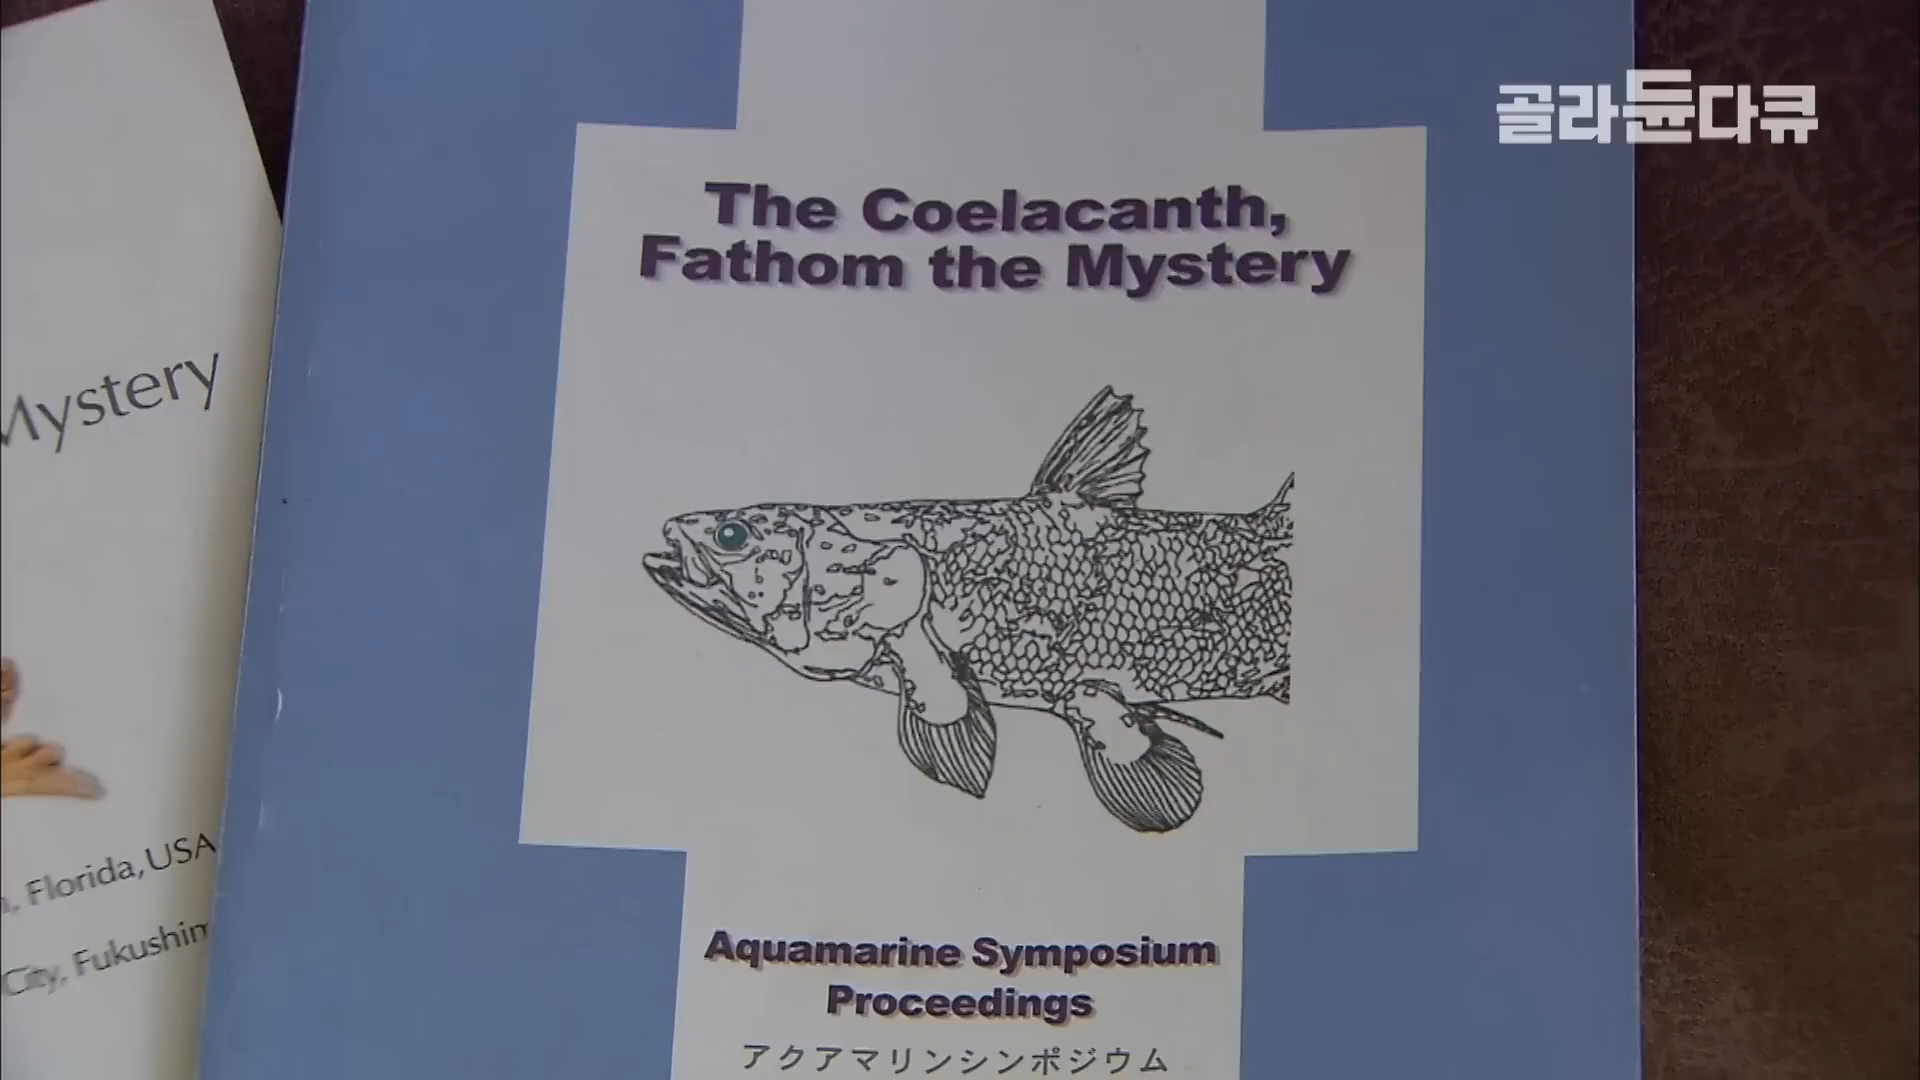 골라듄다큐
The Coelacanth,
Fathom the Mystery
Mystery
Florida, USA
City,
Aquamarine Symposium
Proceedings
アクアマリンシンポジウム